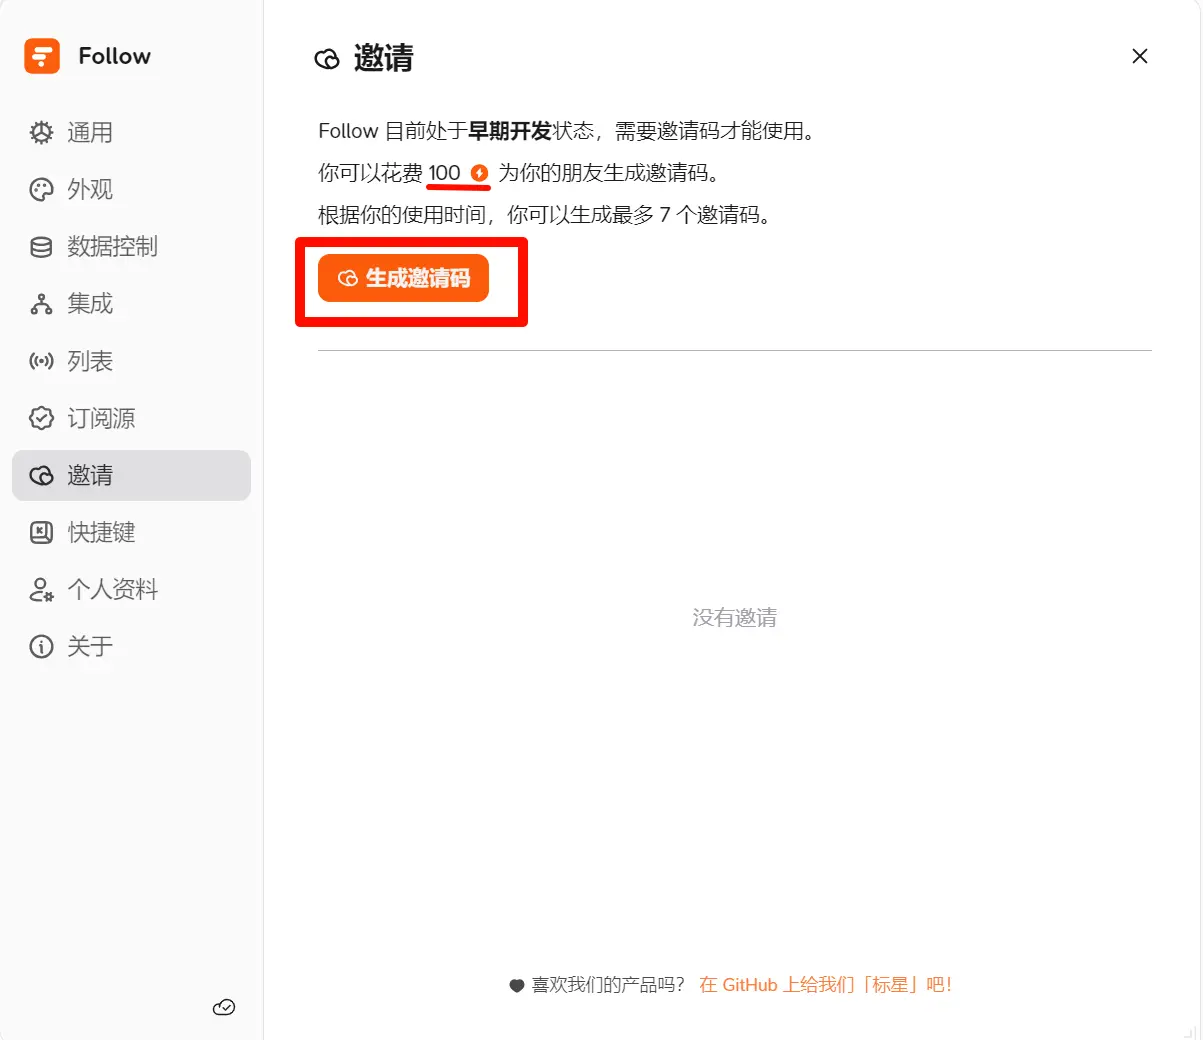 Follow
通用
外观
数据控制
集成
列表
订阅源
邀请
快捷键
个人资料
关于
邀请
Follow 目前处于早期开发状态，需要邀请码才能使用。
你可以花费 100 为你的朋友生成邀请码。
根据你的使用时间，你可以生成最多 7 个邀请码。
生成邀请码
没有邀请
喜欢我们的产品吗？ 在 GitHub 上给我们「标星」吧！